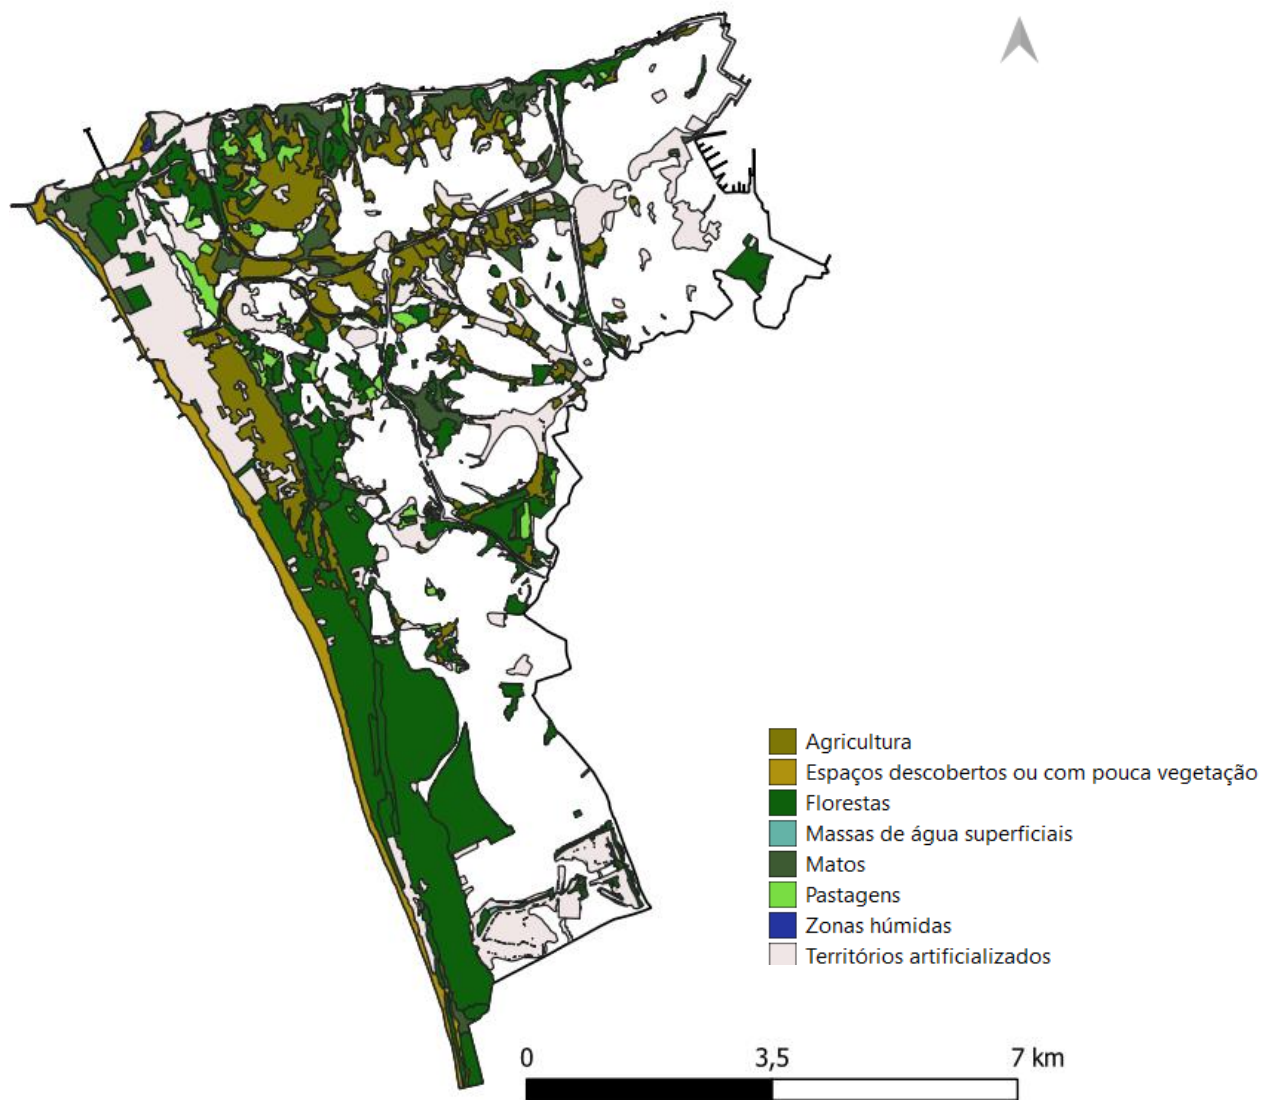 Agricultura
Espaços descobertos ou com pouca vegetação
Florestas
Massas de água superficiais
Matos
Pastagens
Zonas húmidas
Territórios artificializados
0 3,5 7 km